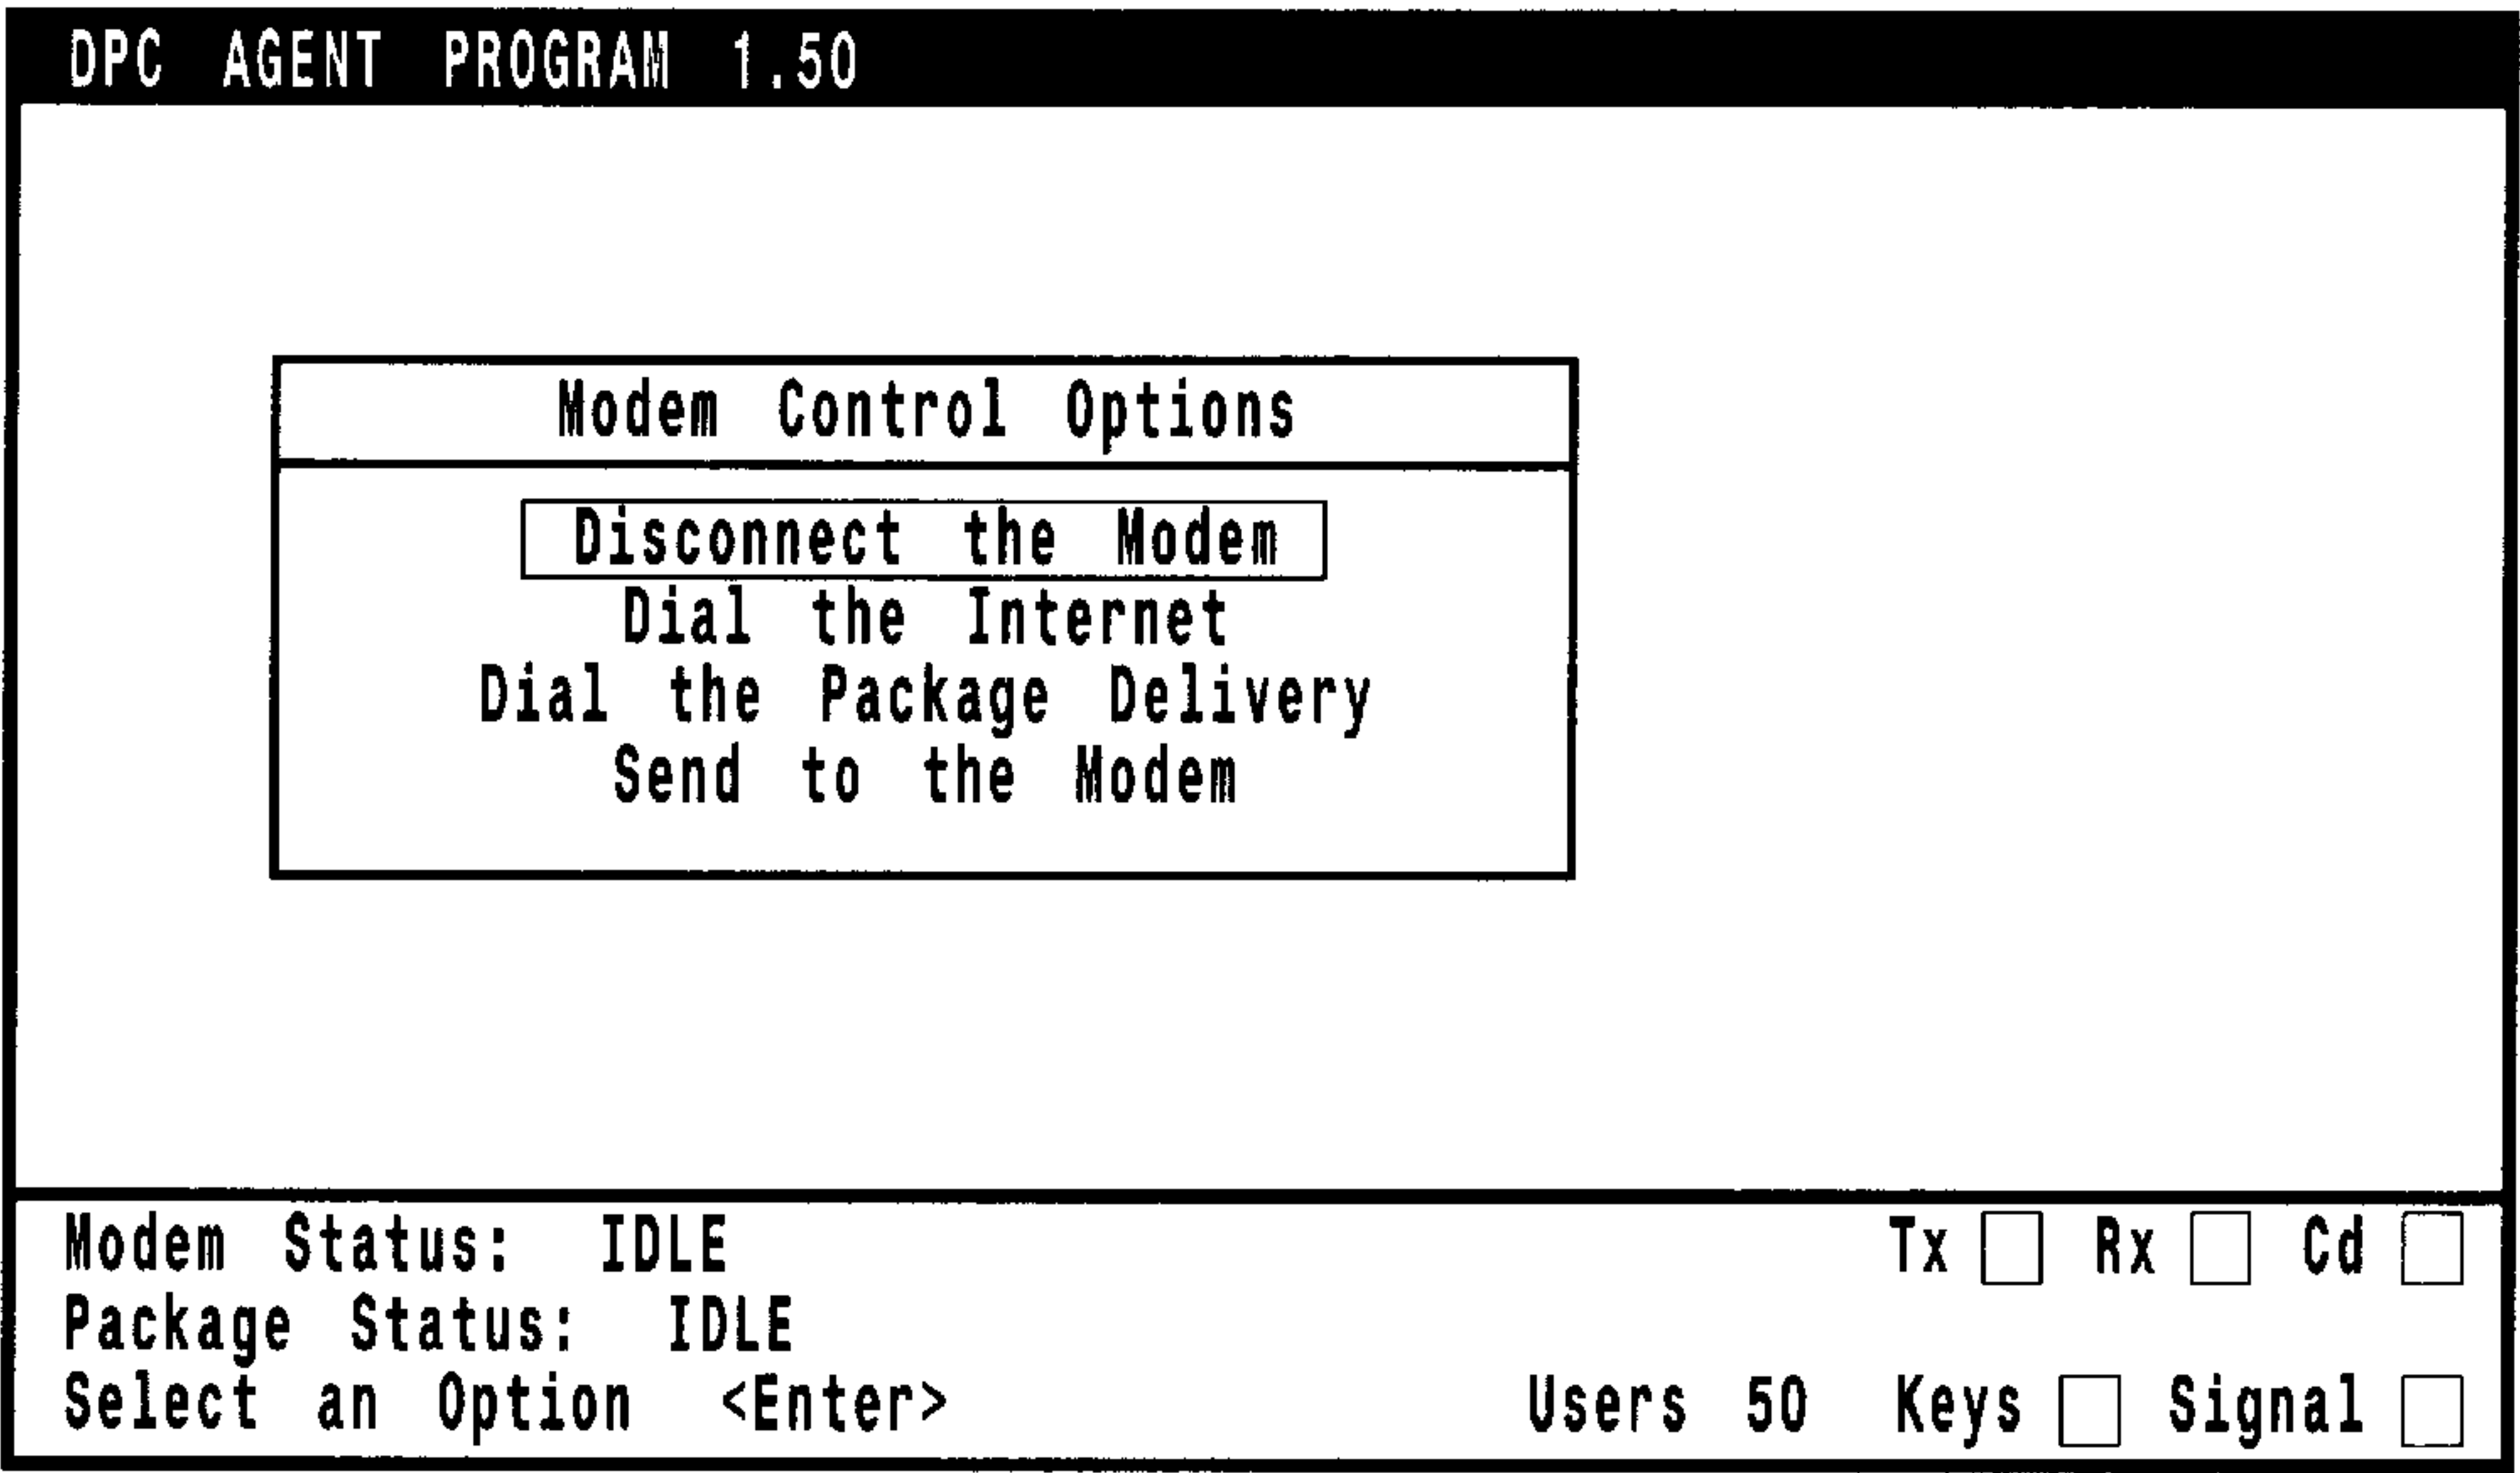 DPC AGENT PROGRAM 1.50
Modem Control Options
Disconnect the Modem
Dial the Internet
Dial the Package Delivery
Send to the Modem
Modem Status: IDLE Tx Rx Cd
Package Status: IDLE
Select an Option <Enter> Users 50 Keys Signal